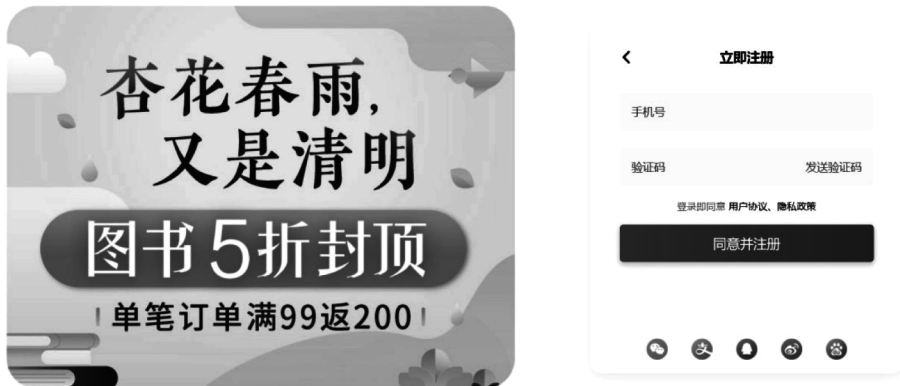 杏花春雨,
又是清明
图书5折封顶
单笔订单满99返200
立即注册
手机号
验证码 发送验证码
登录即同意 用户协议、隐私政策
同意并注册